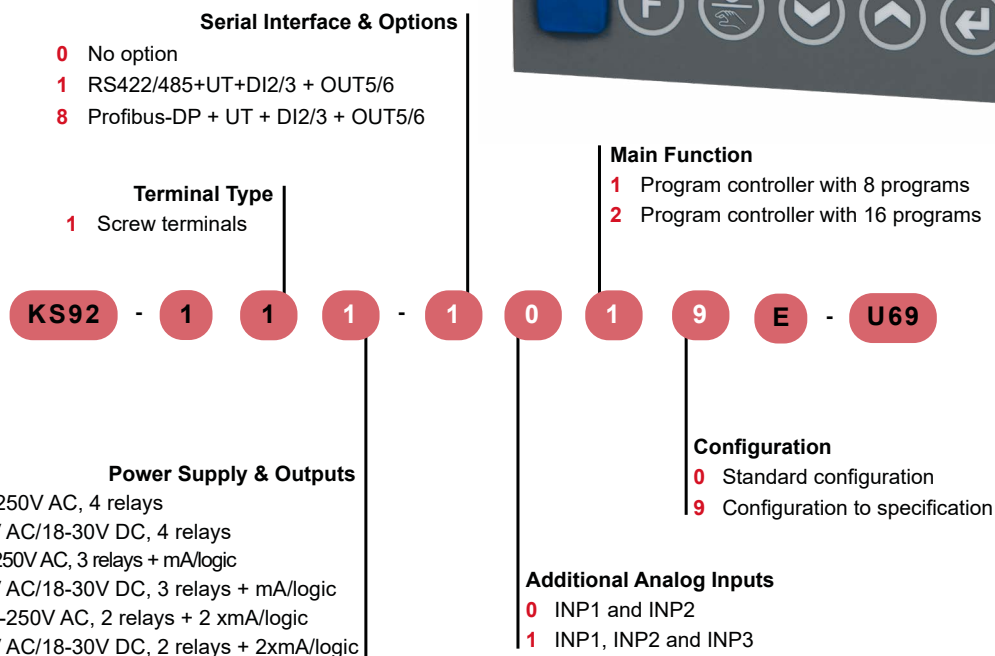 Serial Interface & Options
0 No option
1 RS422/485+UT+DI2/3 + OUT5/6
8 Profibus-DP + UT + DI2/3 + OUT5/6
F
Main Function
1 Program controller with 8 programs
2 Program controller with 16 programs
Terminal Type
1 Screw terminals
KS92 - 1 1 1 - 1 0 1 9 E - U69
Power Supply & Outputs
250V AC, 4 relays
AC/18-30V DC, 4 relays
250V AC, 3 relays + mA/logic
AC/18-30V DC, 3 relays + mA/logic
-250V AC, 2 relays + 2 xmA/logic
AC/18-30V DC, 2 relays + 2xmA/logic
Configuration
0 Standard configuration
9 Configuration to specification
Additional Analog Inputs
0 INP1 and INP2
1 INP1, INP2 and INP3